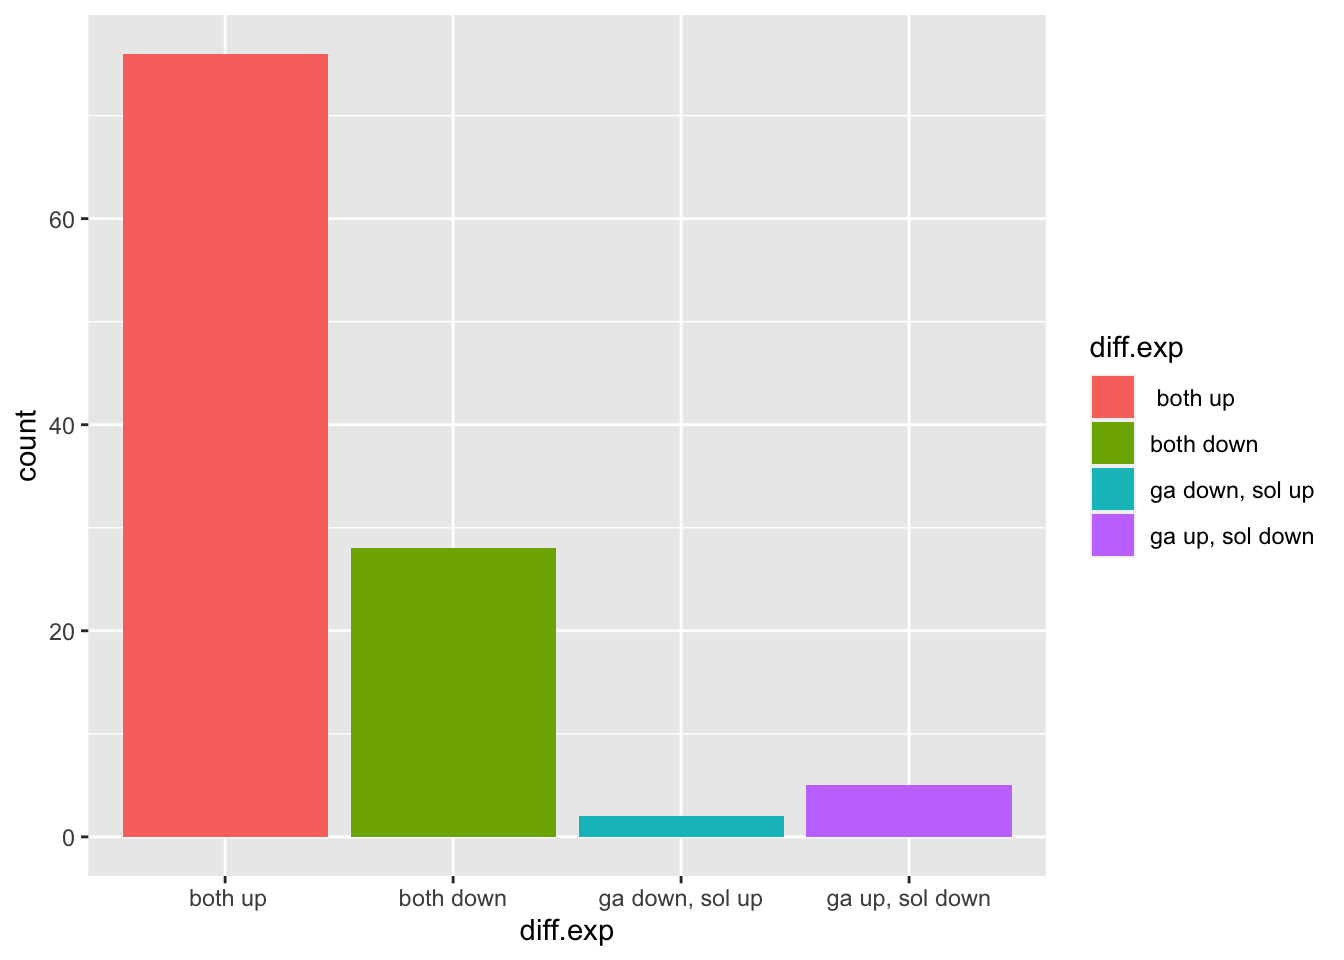 count
60
40
20
0
both up
both down
ga down, sol up
ga up, sol down
diff.exp
diff.exp
both up
both down
ga down, sol up
ga up, sol down